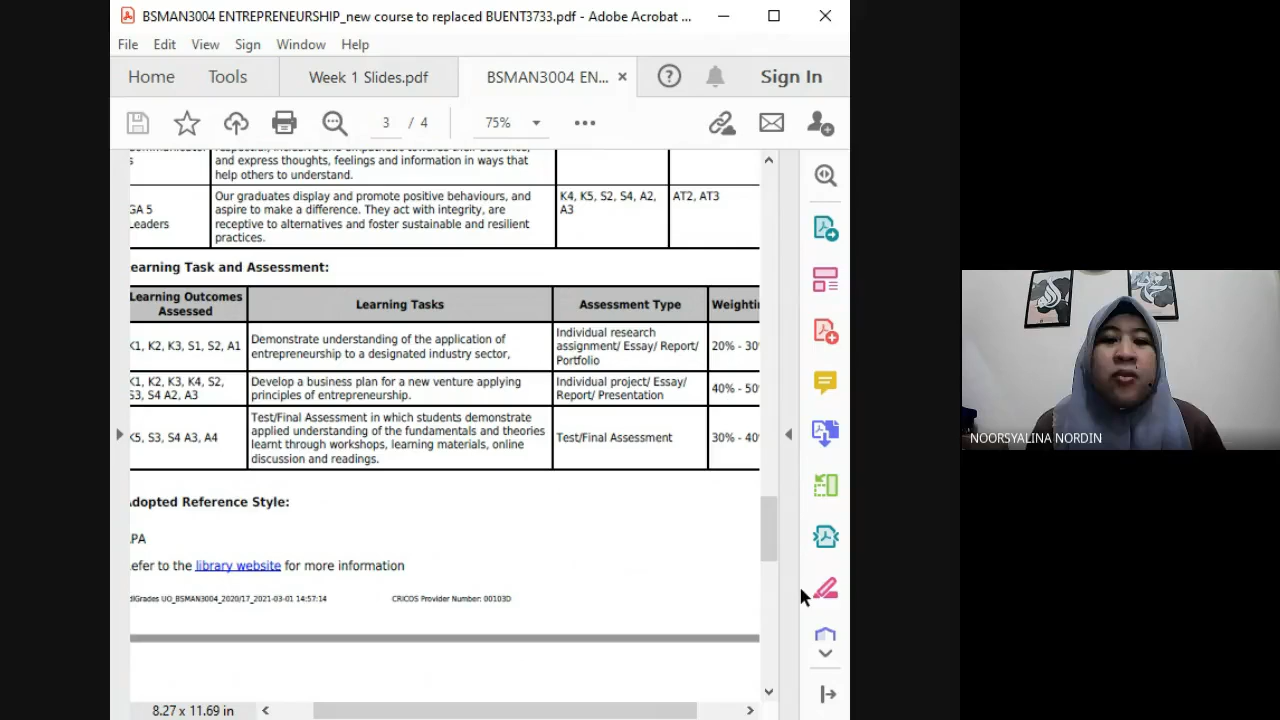 BSMAN3004 ENTREPRENEURSHIP_new course to replaced BUENT3733.pdf - Adobe Acrobat ...
File Edit View Sign Window Help
Home Tools Week 1 Slides.pdf BSMAN3004 EN... Sign In
3 / 4 75%
s
and express thoughts, feelings and information in ways that
help others to understand.
GA 5
Leaders
Our graduates display and promote positive behaviours, and
aspire to make a difference. They act with integrity, are
receptive to alternatives and foster sustainable and resilient
practices.
K4, K5, S2, S4, A2,
A3
AT2, AT3
earning Task and Assessment:
Learning Outcomes
Assessed
Learning Tasks
Assessment Type
Weightin
K1, K2, K3, S1, S2, A1
Demonstrate understanding of the application of
entrepreneurship to a designated industry sector,
Individual research
assignment/ Essay/ Report/
Portfolio
20% - 30
K1, K2, K3, K4, S2,
S3, S4 A2, A3
Develop a business plan for a new venture applying
principles of entrepreneurship.
Individual project/ Essay/
Report/ Presentation
40% - 50
K5, S3, S4 A3, A4
Test/Final Assessment in which students demonstrate
applied understanding of the fundamentals and theories
learnt through workshops, learning materials, online
discussion and readings.
Test/Final Assessment
30% - 40
dopted Reference Style:
PA
efer to the library website for more information
dlGrades UO_BSMAN3004_2020/17_2021-03-01 14:57:14 CRICOS Provider Number: 00103D
8.27 x 11.69 in
NOORSYALINA NORDIN